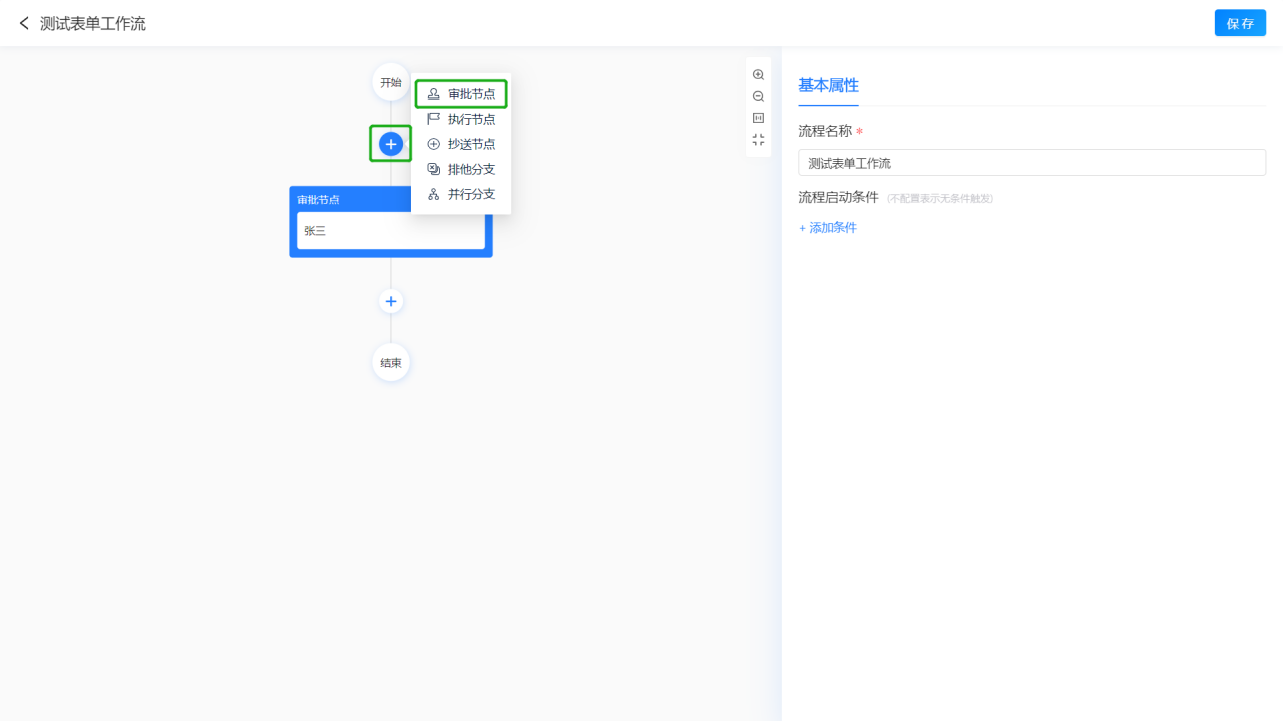 测试表单工作流
保存
开始
审批节点
执行节点
抄送节点
排他分支
并行分支
审批节点
张三
结束
基本属性
流程名称 *
测试表单工作流
流程启动条件 (不配置表示无条件触发)
+ 添加条件